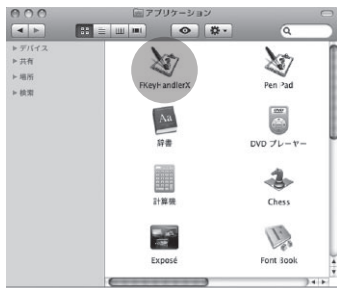 アプリケーション
デバイス
共有
場所
検索
FKeyHandlerX
Pen Pad
Aa
辞書
DVD プレーヤー
計算機
Chess
Exposé
Font Book